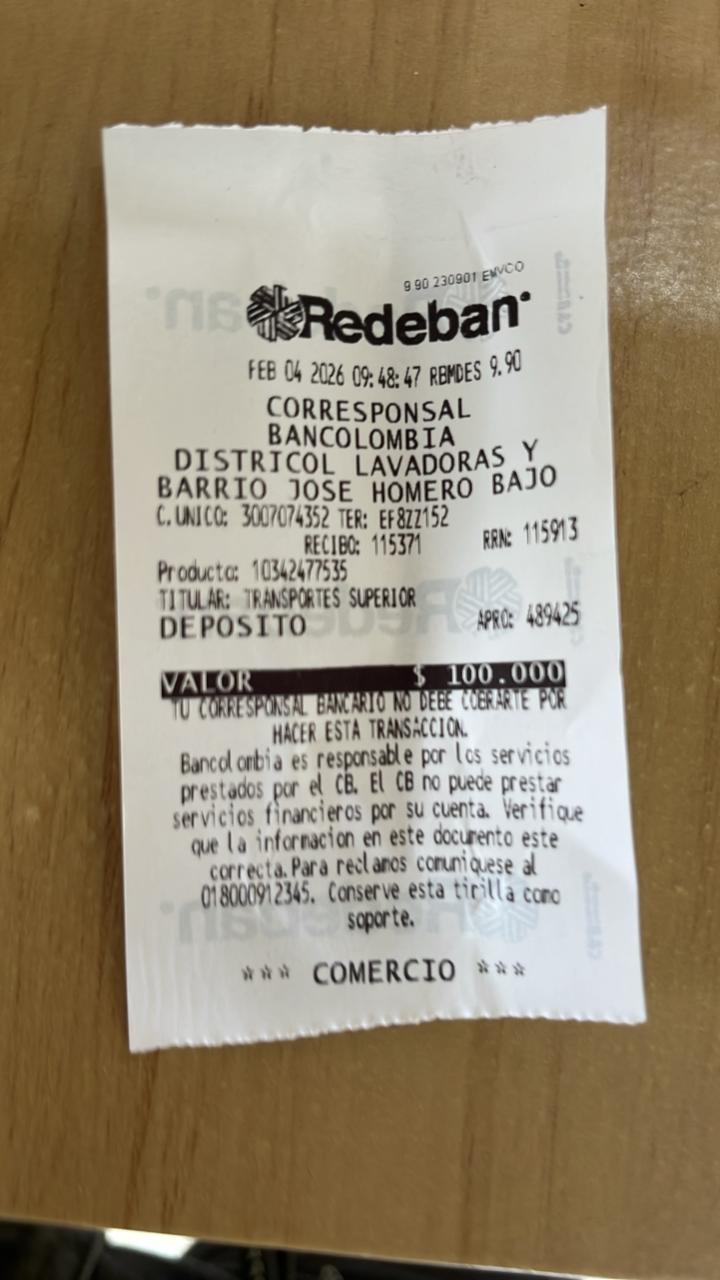 9 90 230901 EMVCO
Redeban
FEB 04 2026 09:48:47 RBMDES 9.90
CORRESPONSAL
BANCOLOMBIA
DISTRICOL LAVADORAS Y
BARRIO JOSE HOMERO BAJO
C.UNICO: 3007074352 TER: EF8ZZ152
RECIBO: 115371 RRN: 115913
Producto: 10342477535
TITULAR: TRANSPORTES SUPERIOR
DEPOSITO APRO: 489425
VALOR $ 100.000
TU CORRESPONSAL BANCARIO NO DEBE COBRARTE POR
HACER ESTA TRANSACCION.
Bancolombia es responsable por los servicios
prestados por el CB. El CB no puede prestar
servicios financieros por su cuenta. Verifique
que la informacion en este documento este
correcta.Para reclamos comuniquese al
018000912345. Conserve esta tirilla como
soporte.
*** COMERCIO ***